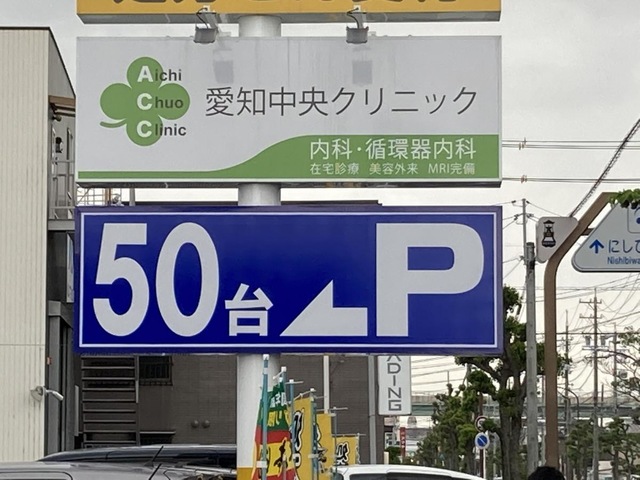 Aichi
Chuo
Clinic
愛知中央クリニック
内科・循環器内科
在宅診療 美容外来 MRI完備
50台
P
にしび
Nishibiwa
ADING